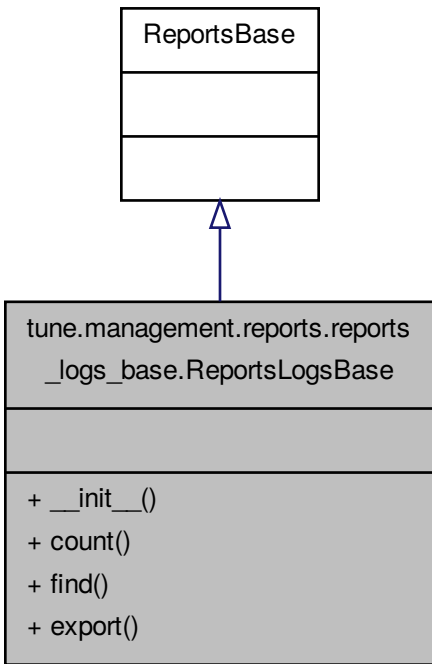 ReportsBase
tune.management.reports.reports
_logs_base.ReportsLogsBase
+ __init__()
+ count()
+ find()
+ export()